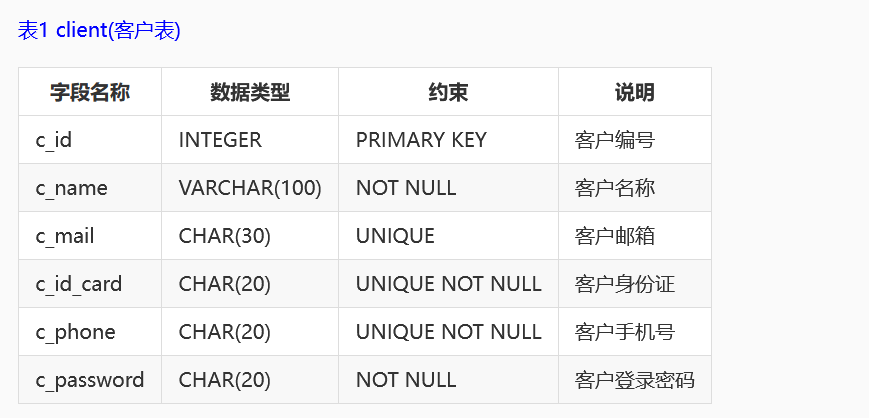 表1 client(客户表)
字段名称 数据类型 约束 说明
c_id INTEGER PRIMARY KEY 客户编号
c_name VARCHAR(100) NOT NULL 客户名称
c_mail CHAR(30) UNIQUE 客户邮箱
c_id_card CHAR(20) UNIQUE NOT NULL 客户身份证
c_phone CHAR(20) UNIQUE NOT NULL 客户手机号
c_password CHAR(20) NOT NULL 客户登录密码